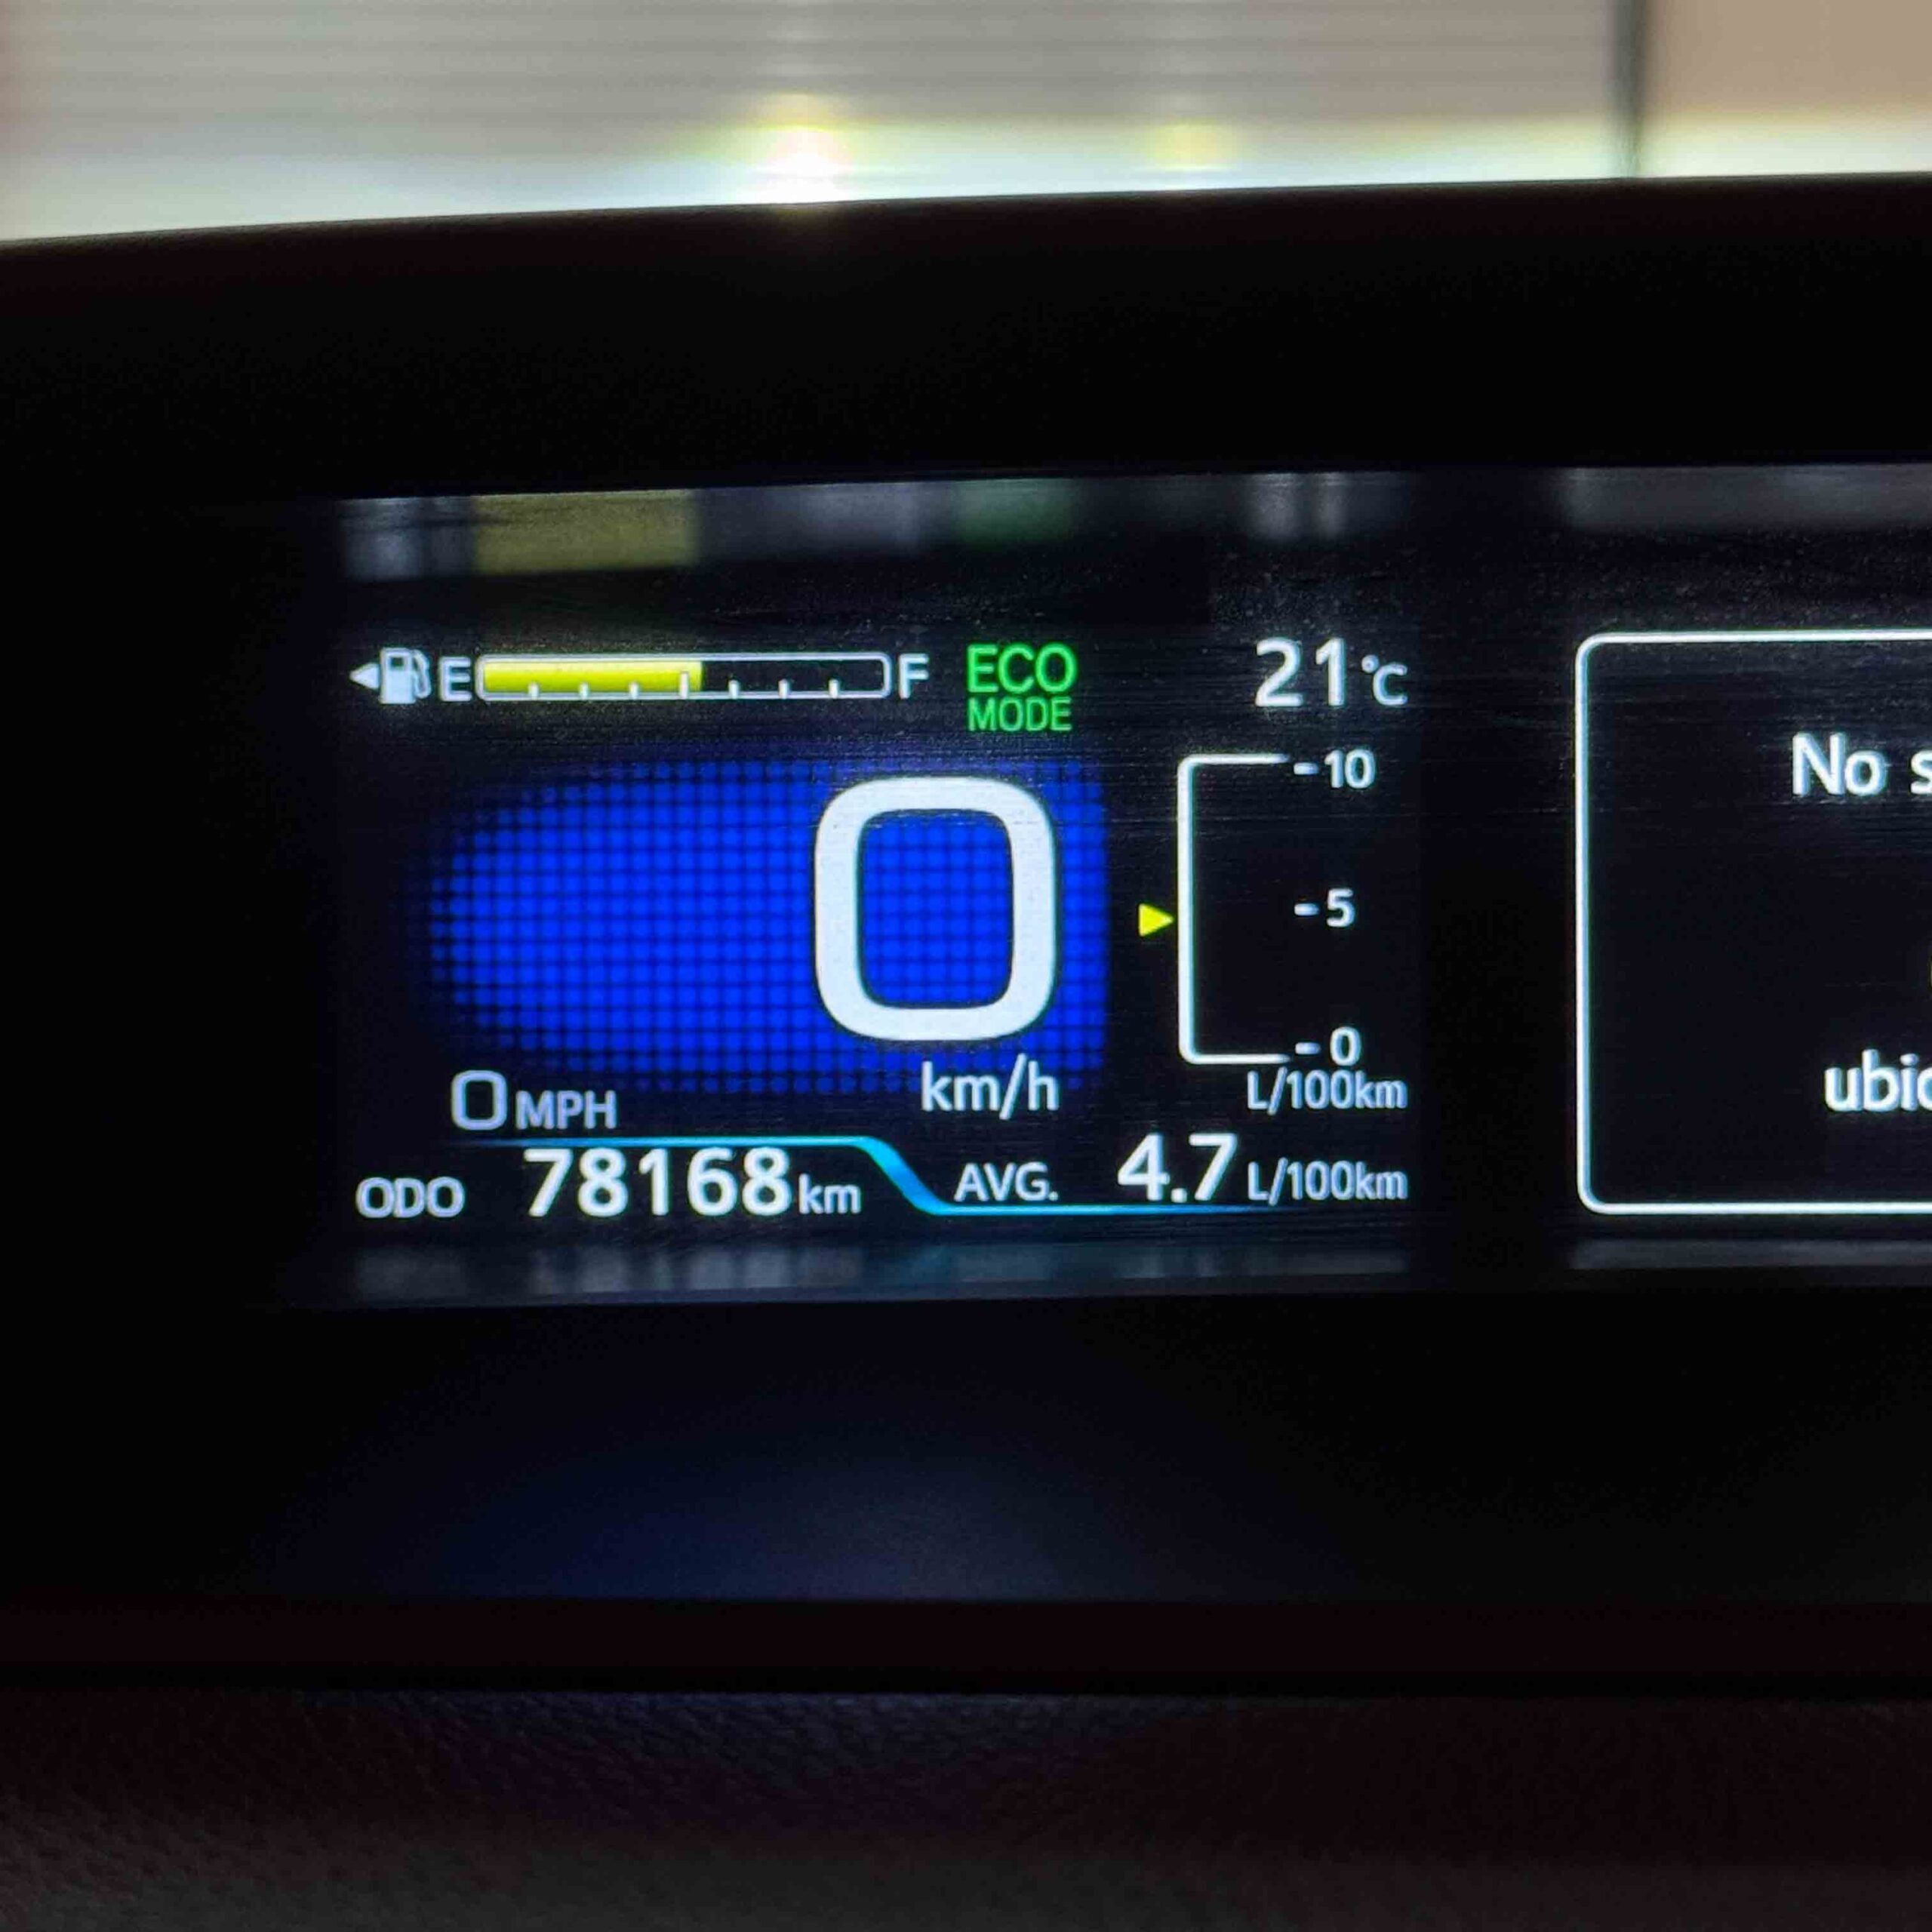 E F ECO MODE 21°C
0 km/h
0 MPH
-10
-5
-0
L/100km
ODO 78168 km
AVG. 4.7 L/100km
No